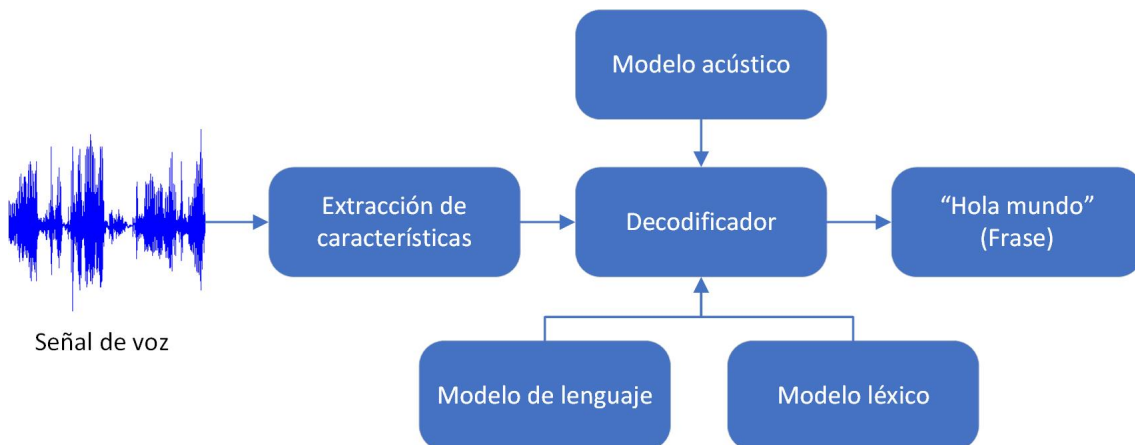 Modelo acústico
Extracción de
características
Decodificador
“Hola mundo”
(Frase)
Señal de voz
Modelo de lenguaje
Modelo léxico